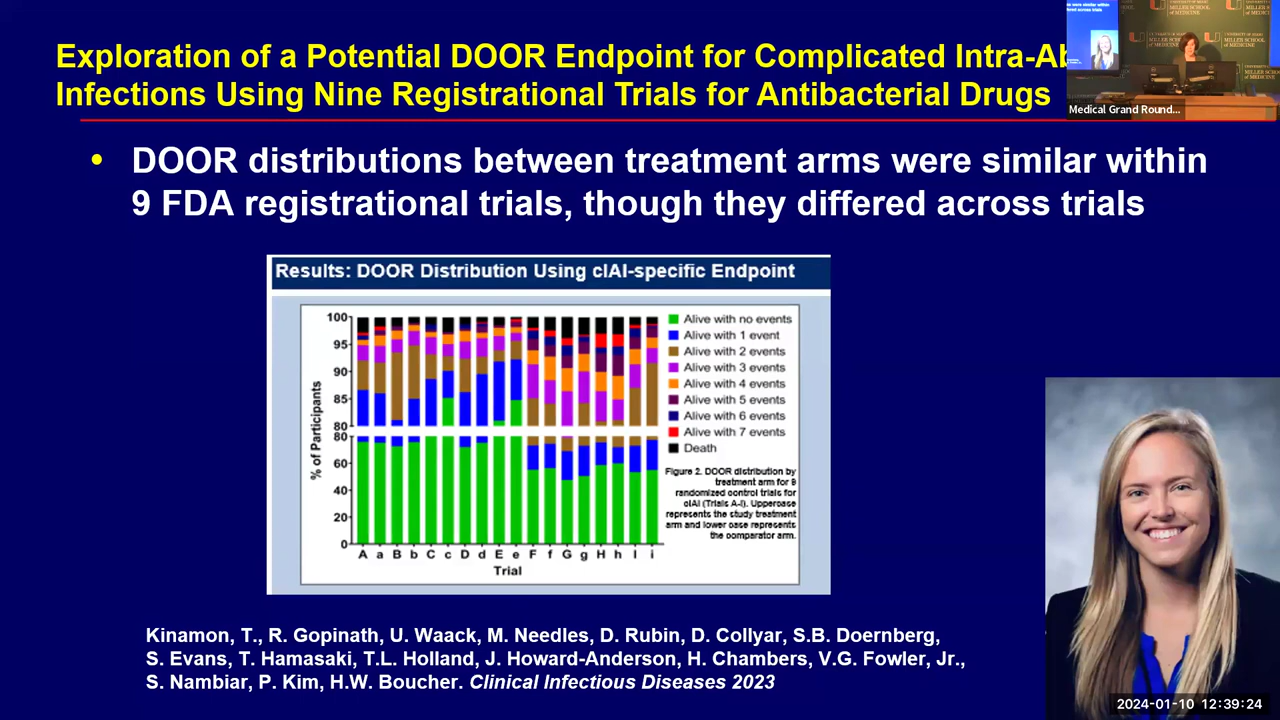 Exploration of a Potential DOOR Endpoint for Complicated Intra-Ab
Infections Using Nine Registrational Trials for Antibacterial Drugs
Medical Grand Round...
• DOOR distributions between treatment arms were similar within
9 FDA registrational trials, though they differed across trials
Results: DOOR Distribution Using cIAI-specific Endpoint
% of Participants
100
95
90
85
80
80
60
40
20
0
A a B b C c D d E e F f G g H h I i
Trial
Alive with no events
Alive with 1 event
Alive with 2 events
Alive with 3 events
Alive with 4 events
Alive with 5 events
Alive with 6 events
Alive with 7 events
Death
Figure 2. DOOR distribution by
treatment arm for 9
randomized control trials for
cIAI (Trials A-I). Uppercase
represents the study treatment
arm and lower case represents
the comparator arm.
Kinamon, T., R. Gopinath, U. Waack, M. Needles, D. Rubin, D. Collyar, S.B. Doernberg,
S. Evans, T. Hamasaki, T.L. Holland, J. Howard-Anderson, H. Chambers, V.G. Fowler, Jr.,
S. Nambiar, P. Kim, H.W. Boucher. Clinical Infectious Diseases 2023
2024-01-10 12:39:24